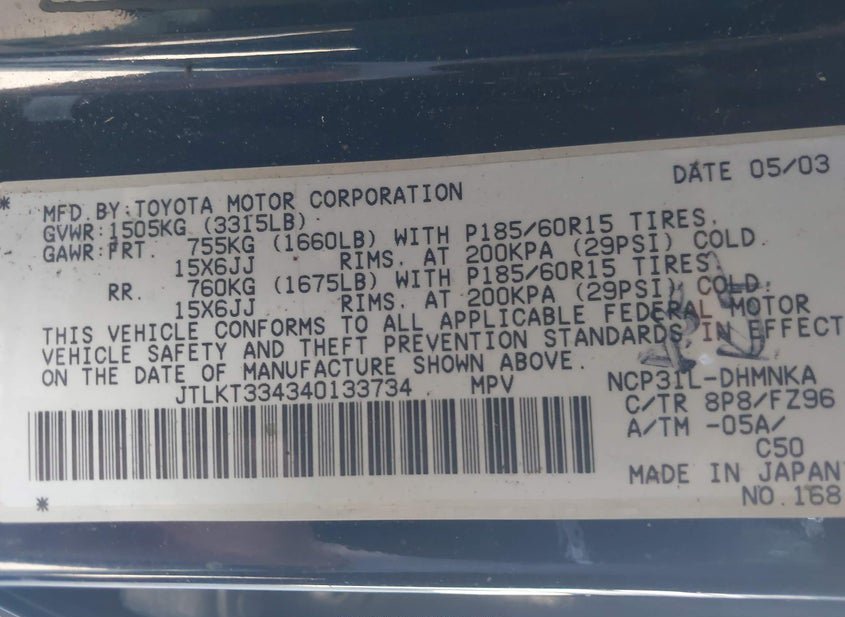 DATE 05/03
* MFD. BY: TOYOTA MOTOR CORPORATION
GVWR: 1505KG (3315LB)
GAWR: FRT. 755KG (1660LB) WITH P185/60R15 TIRES,
15X6JJ RIMS. AT 200KPA (29PSI) COLD
RR. 760KG (1675LB) WITH P185/60R15 TIRES,
15X6JJ RIMS. AT 200KPA (29PSI) COLD.
THIS VEHICLE CONFORMS TO ALL APPLICABLE FEDERAL MOTOR
VEHICLE SAFETY AND THEFT PREVENTION STANDARDS IN EFFECT
ON THE DATE OF MANUFACTURE SHOWN ABOVE.
JTLKT334340133734 MPV
NCP31L-DHMNKA
C/TR 8P8/FZ96
A/TM -05A/
C50
MADE IN JAPAN
* NO. 168